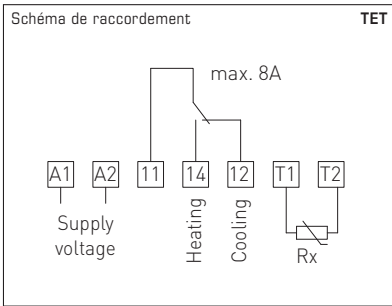 Schéma de raccordement TET
max. 8A
A1 A2 11 14 12 T1 T2
Supply
voltage
Heating
Cooling
Rx